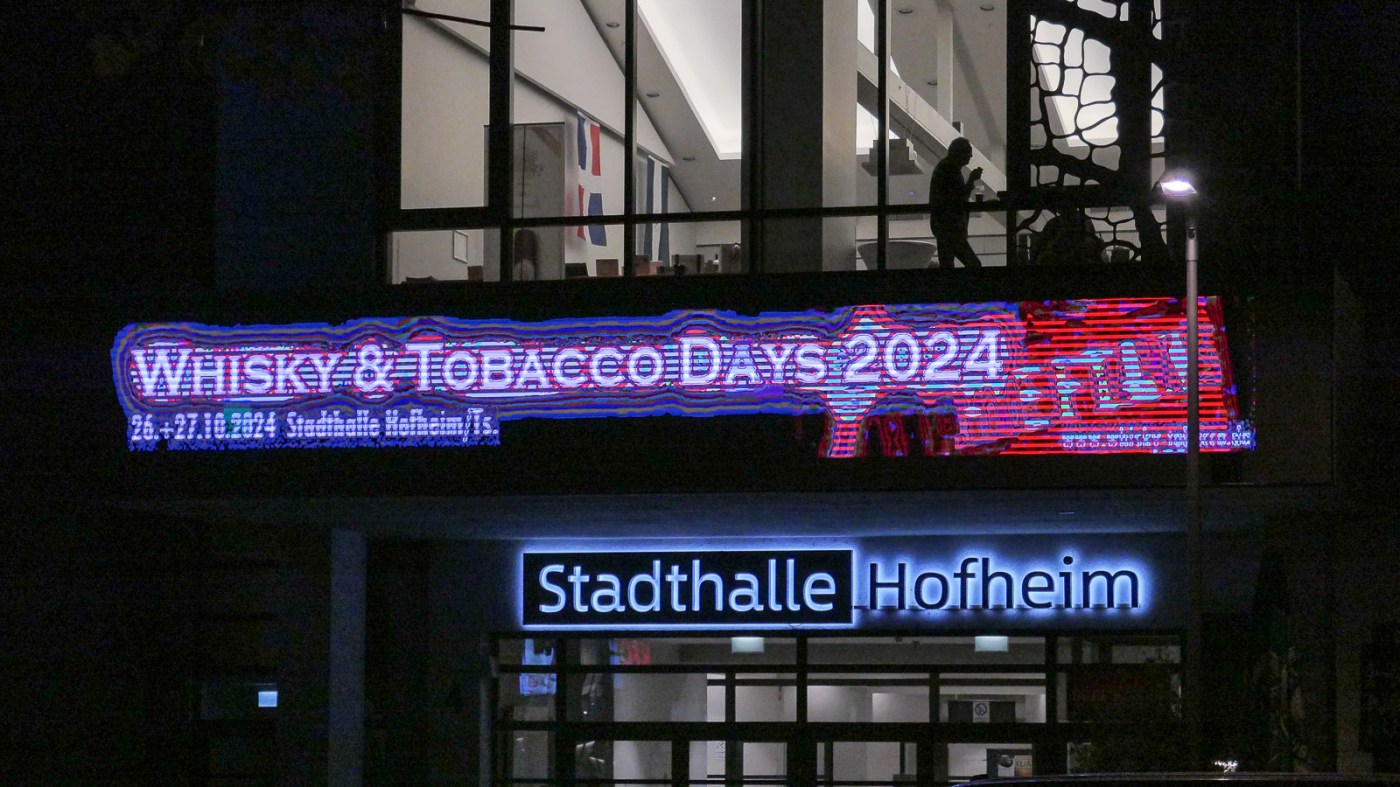 WHISKY & TOBACCO DAYS 2024
26.+27.10.2024 Stadthalle Hofheim/Ts.
Stadthalle Hofheim